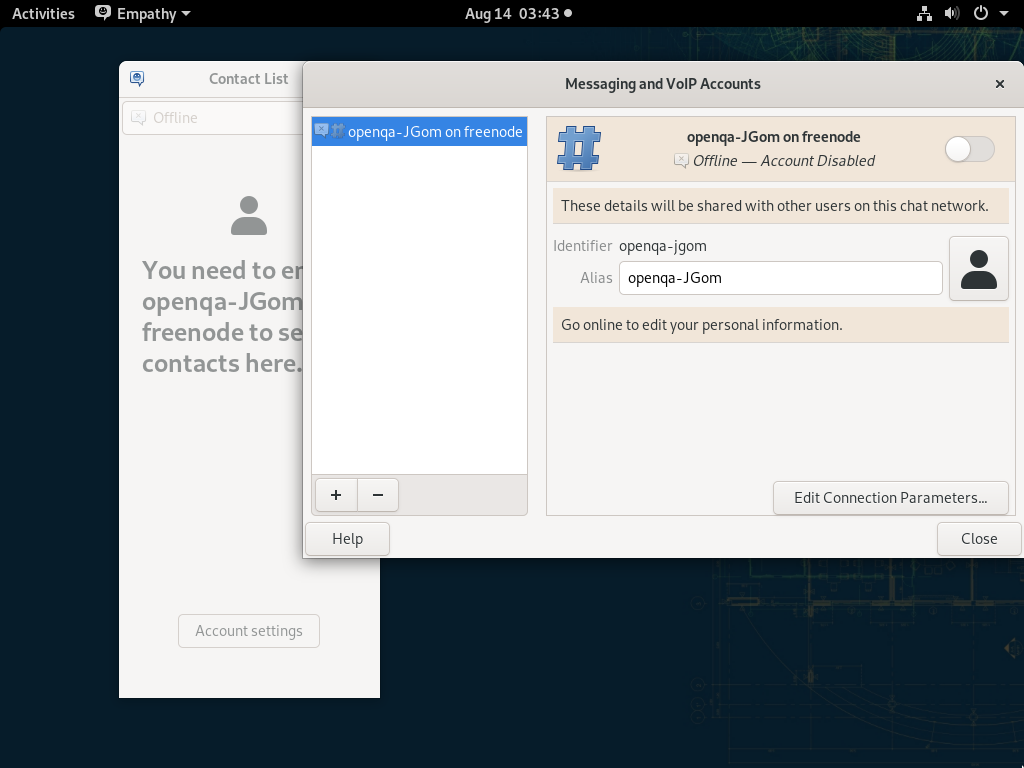 Activities Empathy Aug 14 03:43
Contact List
Offline
You need to en
openqa-JGom
freenode to se
contacts here.
Account settings
Messaging and VoIP Accounts
openqa-JGom on freenode
+ −
openqa-JGom on freenode
Offline — Account Disabled
These details will be shared with other users on this chat network.
Identifier openqa-jgom
Alias openqa-JGom
Go online to edit your personal information.
Edit Connection Parameters...
Help
Close